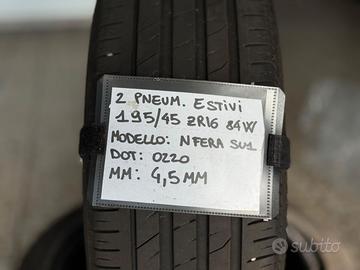 2 PNEUM. ESTIVI
195/45 ZR16 84W
MODELLO: NFERA SU1
DOT: 0220
MM: 4,5MM
subito